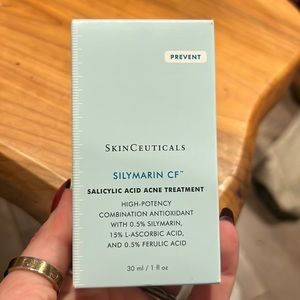 PREVENT
SKINCEUTICALS
SILYMARIN CF™
SALICYLIC ACID ACNE TREATMENT
HIGH-POTENCY
COMBINATION ANTIOXIDANT
WITH 0.5% SILYMARIN,
15% L-ASCORBIC ACID,
AND 0.5% FERULIC ACID
30 ml / 1 fl oz